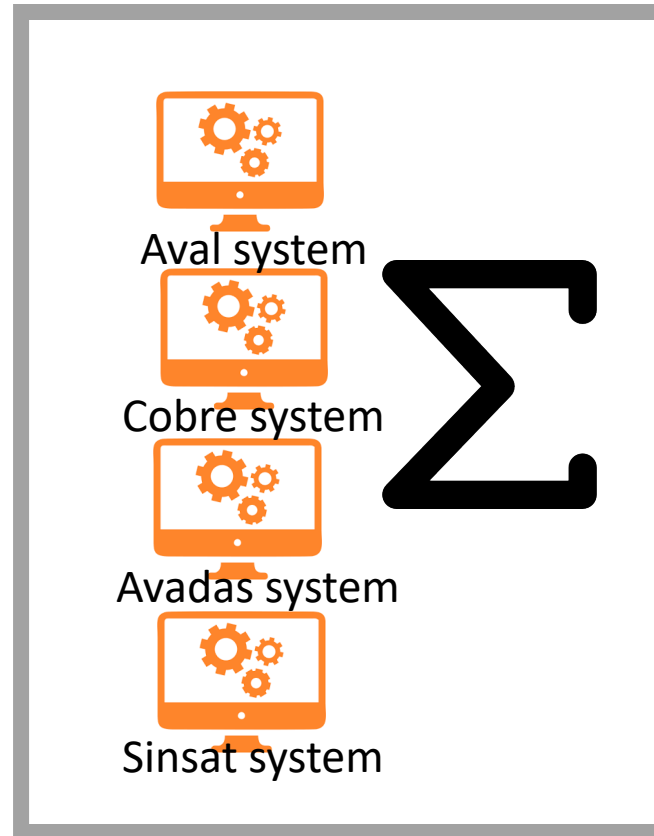 Aval system
Cobre system
Avadas system
Sinsat system
Σ